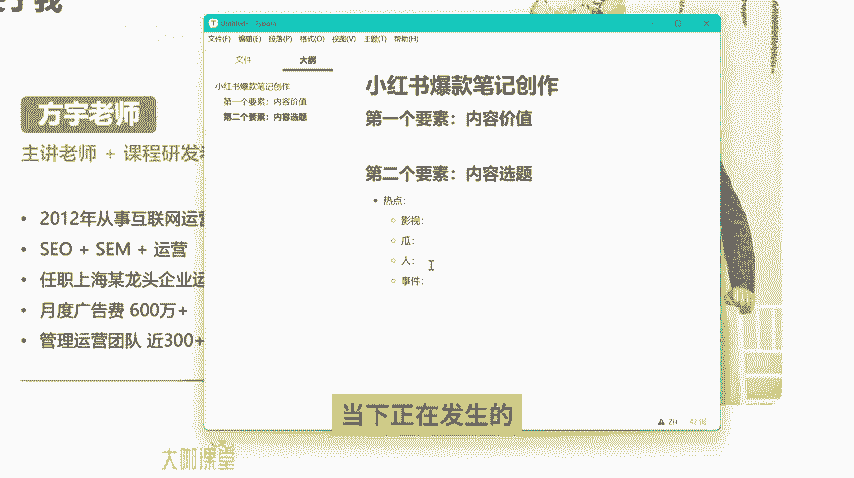 方宇老师
主讲老师 + 课程研发
2012年从事互联网运营
SEO + SEM + 运营
任职上海某龙头企业运
月度广告费 600万+
管理运营团队 近300+
Untitled - Typora
文件(F) 编辑(E) 段落(P) 格式(O) 视图(V) 主题(T) 帮助(H)
文件 大纲
小红书爆款笔记创作
第一个要素：内容价值
第二个要素：内容选题
小红书爆款笔记创作
第一个要素：内容价值
第二个要素：内容选题
热点：
影视：
瓜：
人：
事件：
当下正在发生的
大咖课堂